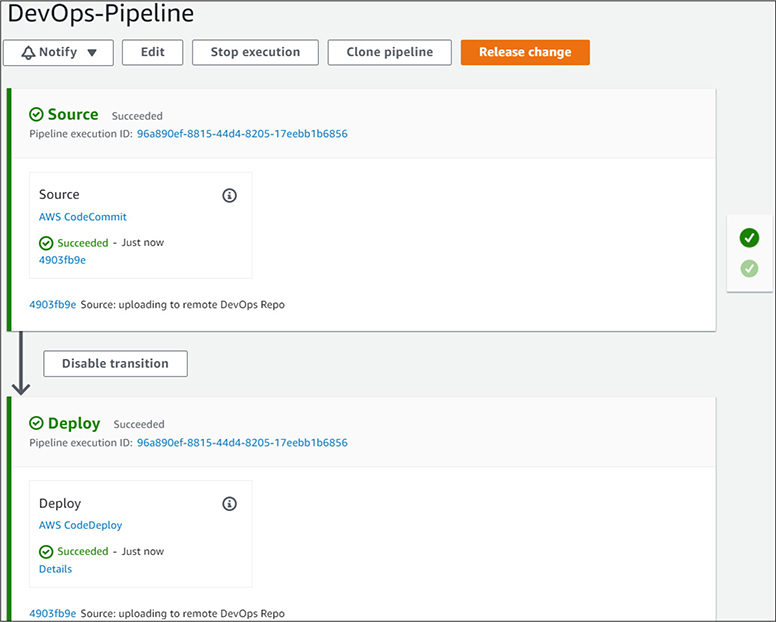 DevOps-Pipeline
Notify Edit Stop execution Clone pipeline Release change
Source Succeeded
Pipeline execution ID: 96a890ef-8815-44d4-8205-17eebb1b6856
Source
AWS CodeCommit
Succeeded - Just now
4903fb9e
4903fb9e Source: uploading to remote DevOps Repo
Disable transition
Deploy Succeeded
Pipeline execution ID: 96a890ef-8815-44d4-8205-17eebb1b6856
Deploy
AWS CodeDeploy
Succeeded - Just now
Details
4903fb9e Source: uploading to remote DevOps Repo